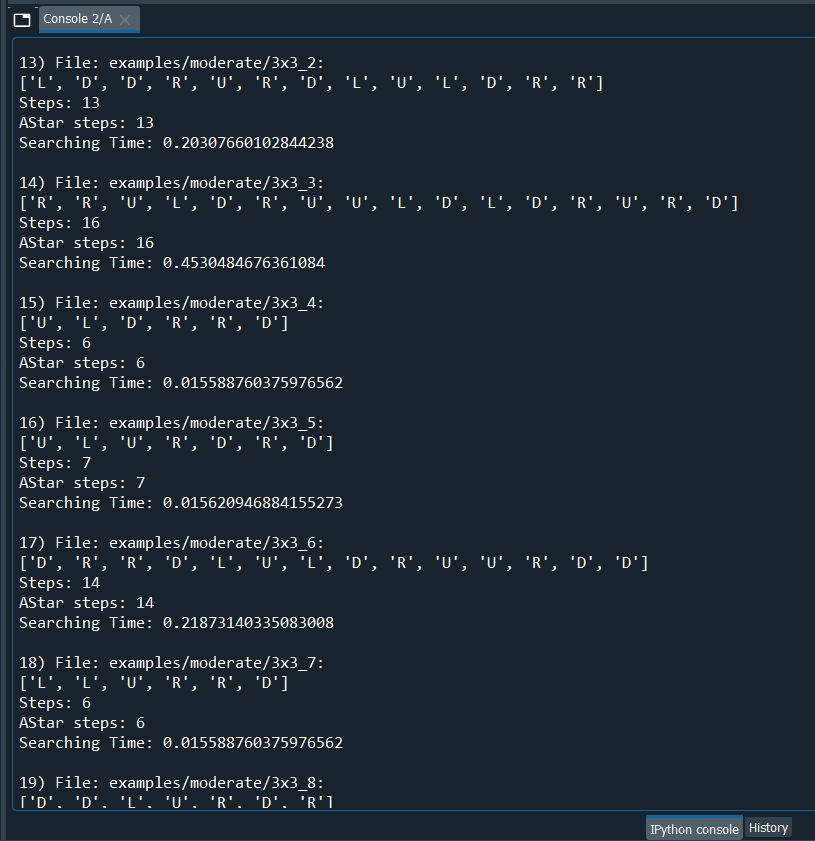 Console 2/A
13) File: examples/moderate/3x3_2:
['L', 'D', 'D', 'R', 'U', 'R', 'D', 'L', 'U', 'L', 'D', 'R', 'R']
Steps: 13
AStar steps: 13
Searching Time: 0.20307660102844238
14) File: examples/moderate/3x3_3:
['R', 'R', 'U', 'L', 'D', 'R', 'U', 'U', 'L', 'D', 'L', 'D', 'R', 'U', 'R', 'D']
Steps: 16
AStar steps: 16
Searching Time: 0.4530484676361084
15) File: examples/moderate/3x3_4:
['U', 'L', 'D', 'R', 'R', 'D']
Steps: 6
AStar steps: 6
Searching Time: 0.015588760375976562
16) File: examples/moderate/3x3_5:
['U', 'L', 'U', 'R', 'D', 'R', 'D']
Steps: 7
AStar steps: 7
Searching Time: 0.015620946884155273
17) File: examples/moderate/3x3_6:
['D', 'R', 'R', 'D', 'L', 'U', 'L', 'D', 'R', 'U', 'U', 'R', 'D', 'D']
Steps: 14
AStar steps: 14
Searching Time: 0.21873140335083008
18) File: examples/moderate/3x3_7:
['L', 'L', 'U', 'R', 'R', 'D']
Steps: 6
AStar steps: 6
Searching Time: 0.015588760375976562
19) File: examples/moderate/3x3_8:
['D', 'D', 'L', 'U', 'R', 'D', 'R']
IPython console
History